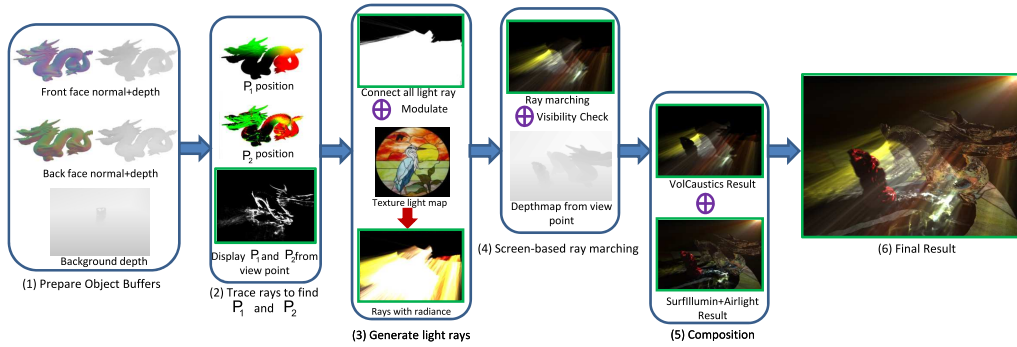 Front face normal+depth
Back face normal+depth
Background depth
(1) Prepare Object Buffers
P1 position
P2 position
Display P1 and P2 from
view point
(2) Trace rays to find
P1 and P2
Connect all light ray
Modulate
Texture light map
Rays with radiance
(3) Generate light rays
Ray marching
Visibility Check
Depthmap from view
point
(4) Screen-based ray marching
VolCaustics Result
SurfIllumin+Airlight
Result
(5) Composition
(6) Final Result